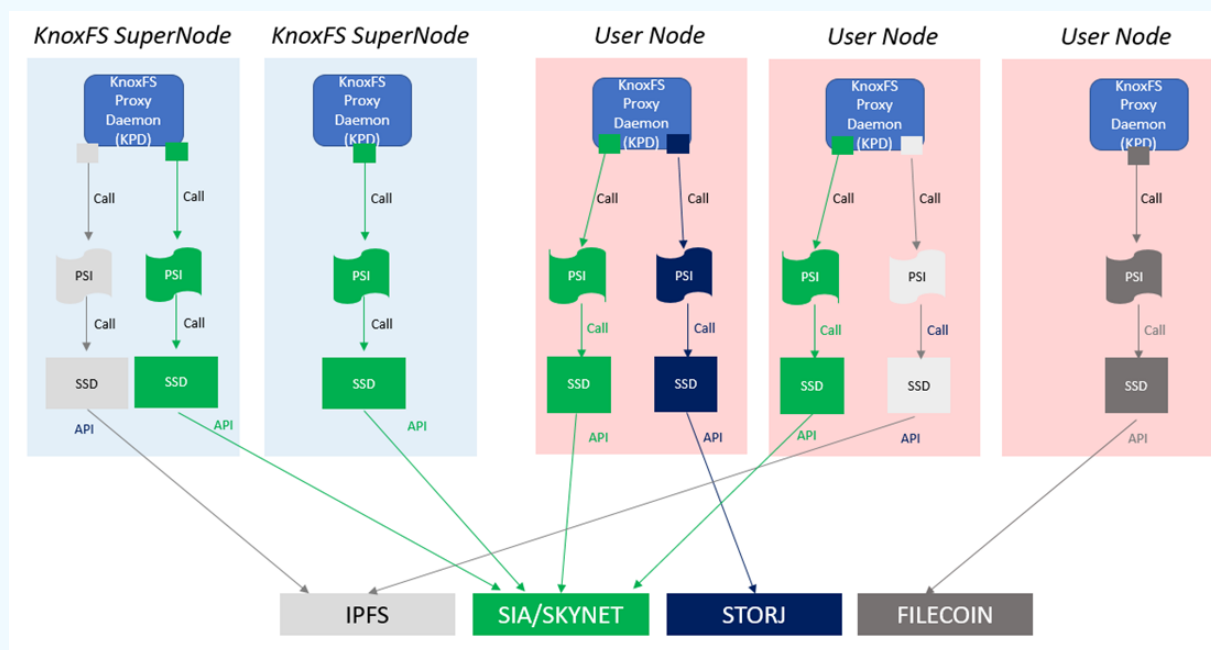 KnoxFS SuperNode
KnoxFS SuperNode
User Node
User Node
User Node
KnoxFS
Proxy
Daemon
(KPD)
KnoxFS
Proxy
Daemon
(KPD)
KnoxFS
Proxy
Daemon
(KPD)
KnoxFS
Proxy
Daemon
(KPD)
KnoxFS
Proxy
Daemon
(KPD)
Call
Call
Call
Call
Call
Call
Call
Call
PSI
PSI
PSI
PSI
PSI
PSI
PSI
PSI
Call
Call
Call
Call
Call
Call
Call
Call
SSD
SSD
SSD
SSD
SSD
SSD
SSD
SSD
API
API
API
API
API
API
API
API
IPFS
SIA/SKYNET
STORJ
FILECOIN